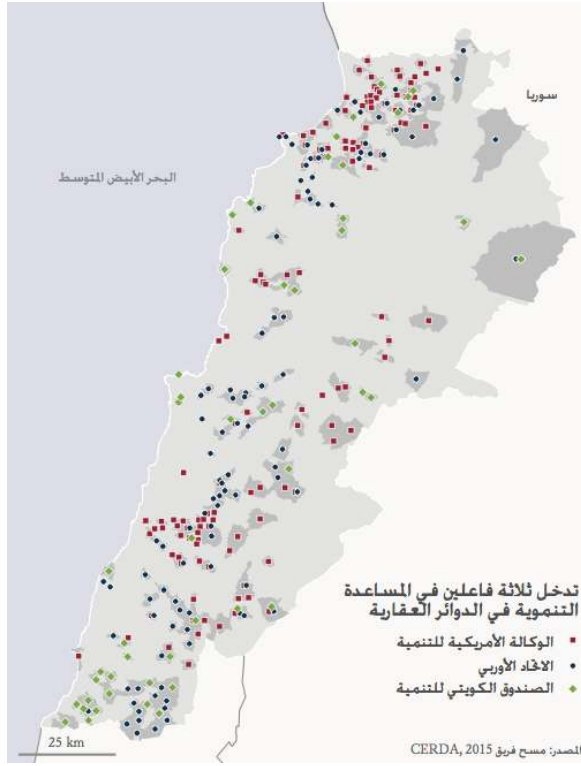 سوريا
البحر الأبيض المتوسط
تدخل ثلاثة فاعلين في المساعدة
التنموية في الدوائر العقارية
الوكالة الأمريكية للتنمية
الاتحاد الأوربي
الصندوق الكويتي للتنمية
25 km
المصدر: مسح فريق CERDA, 2015